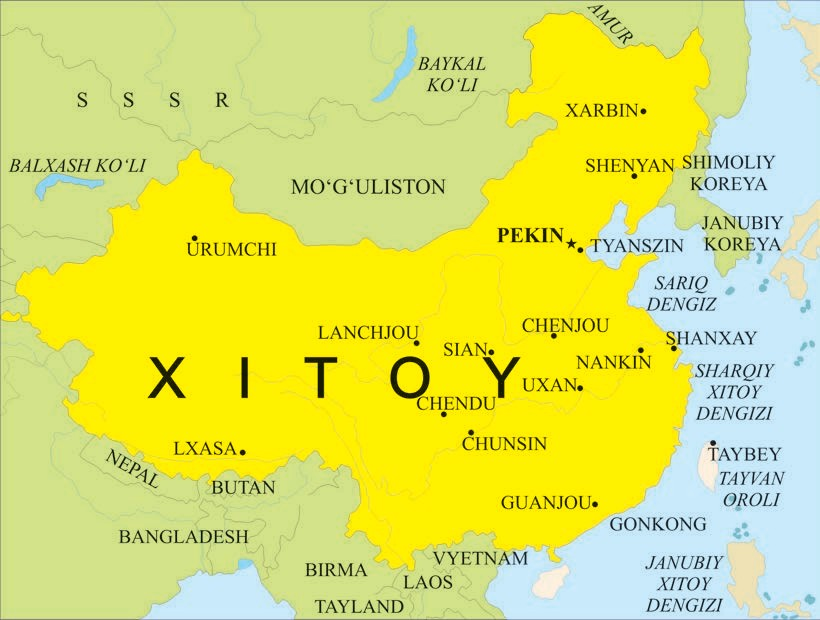 AMUR
BAYKAL
KO‘LI
S S S R
XARBIN
BALXASH KO‘LI
MO‘G‘ULISTON
SHENYAN
SHIMOLIY
KOREYA
JANUBIY
KOREYA
PEKIN
TYANSZIN
URUMCHI
SARIQ
DENGIZ
LANCHJOU
CHENJOU
SIAN
SHANXAY
NANKIN
X I T O Y
UXAN
SHARQIY
XITOY
DENGIZI
CHENDU
CHUNSIN
LXASA
TAYBEY
TAYVAN
OROLI
NEPAL
BUTAN
GUANJOU
GONKONG
BANGLADESH
VYETNAM
BIRMA
LAOS
TAYLAND
JANUBIY
XITOY
DENGIZI